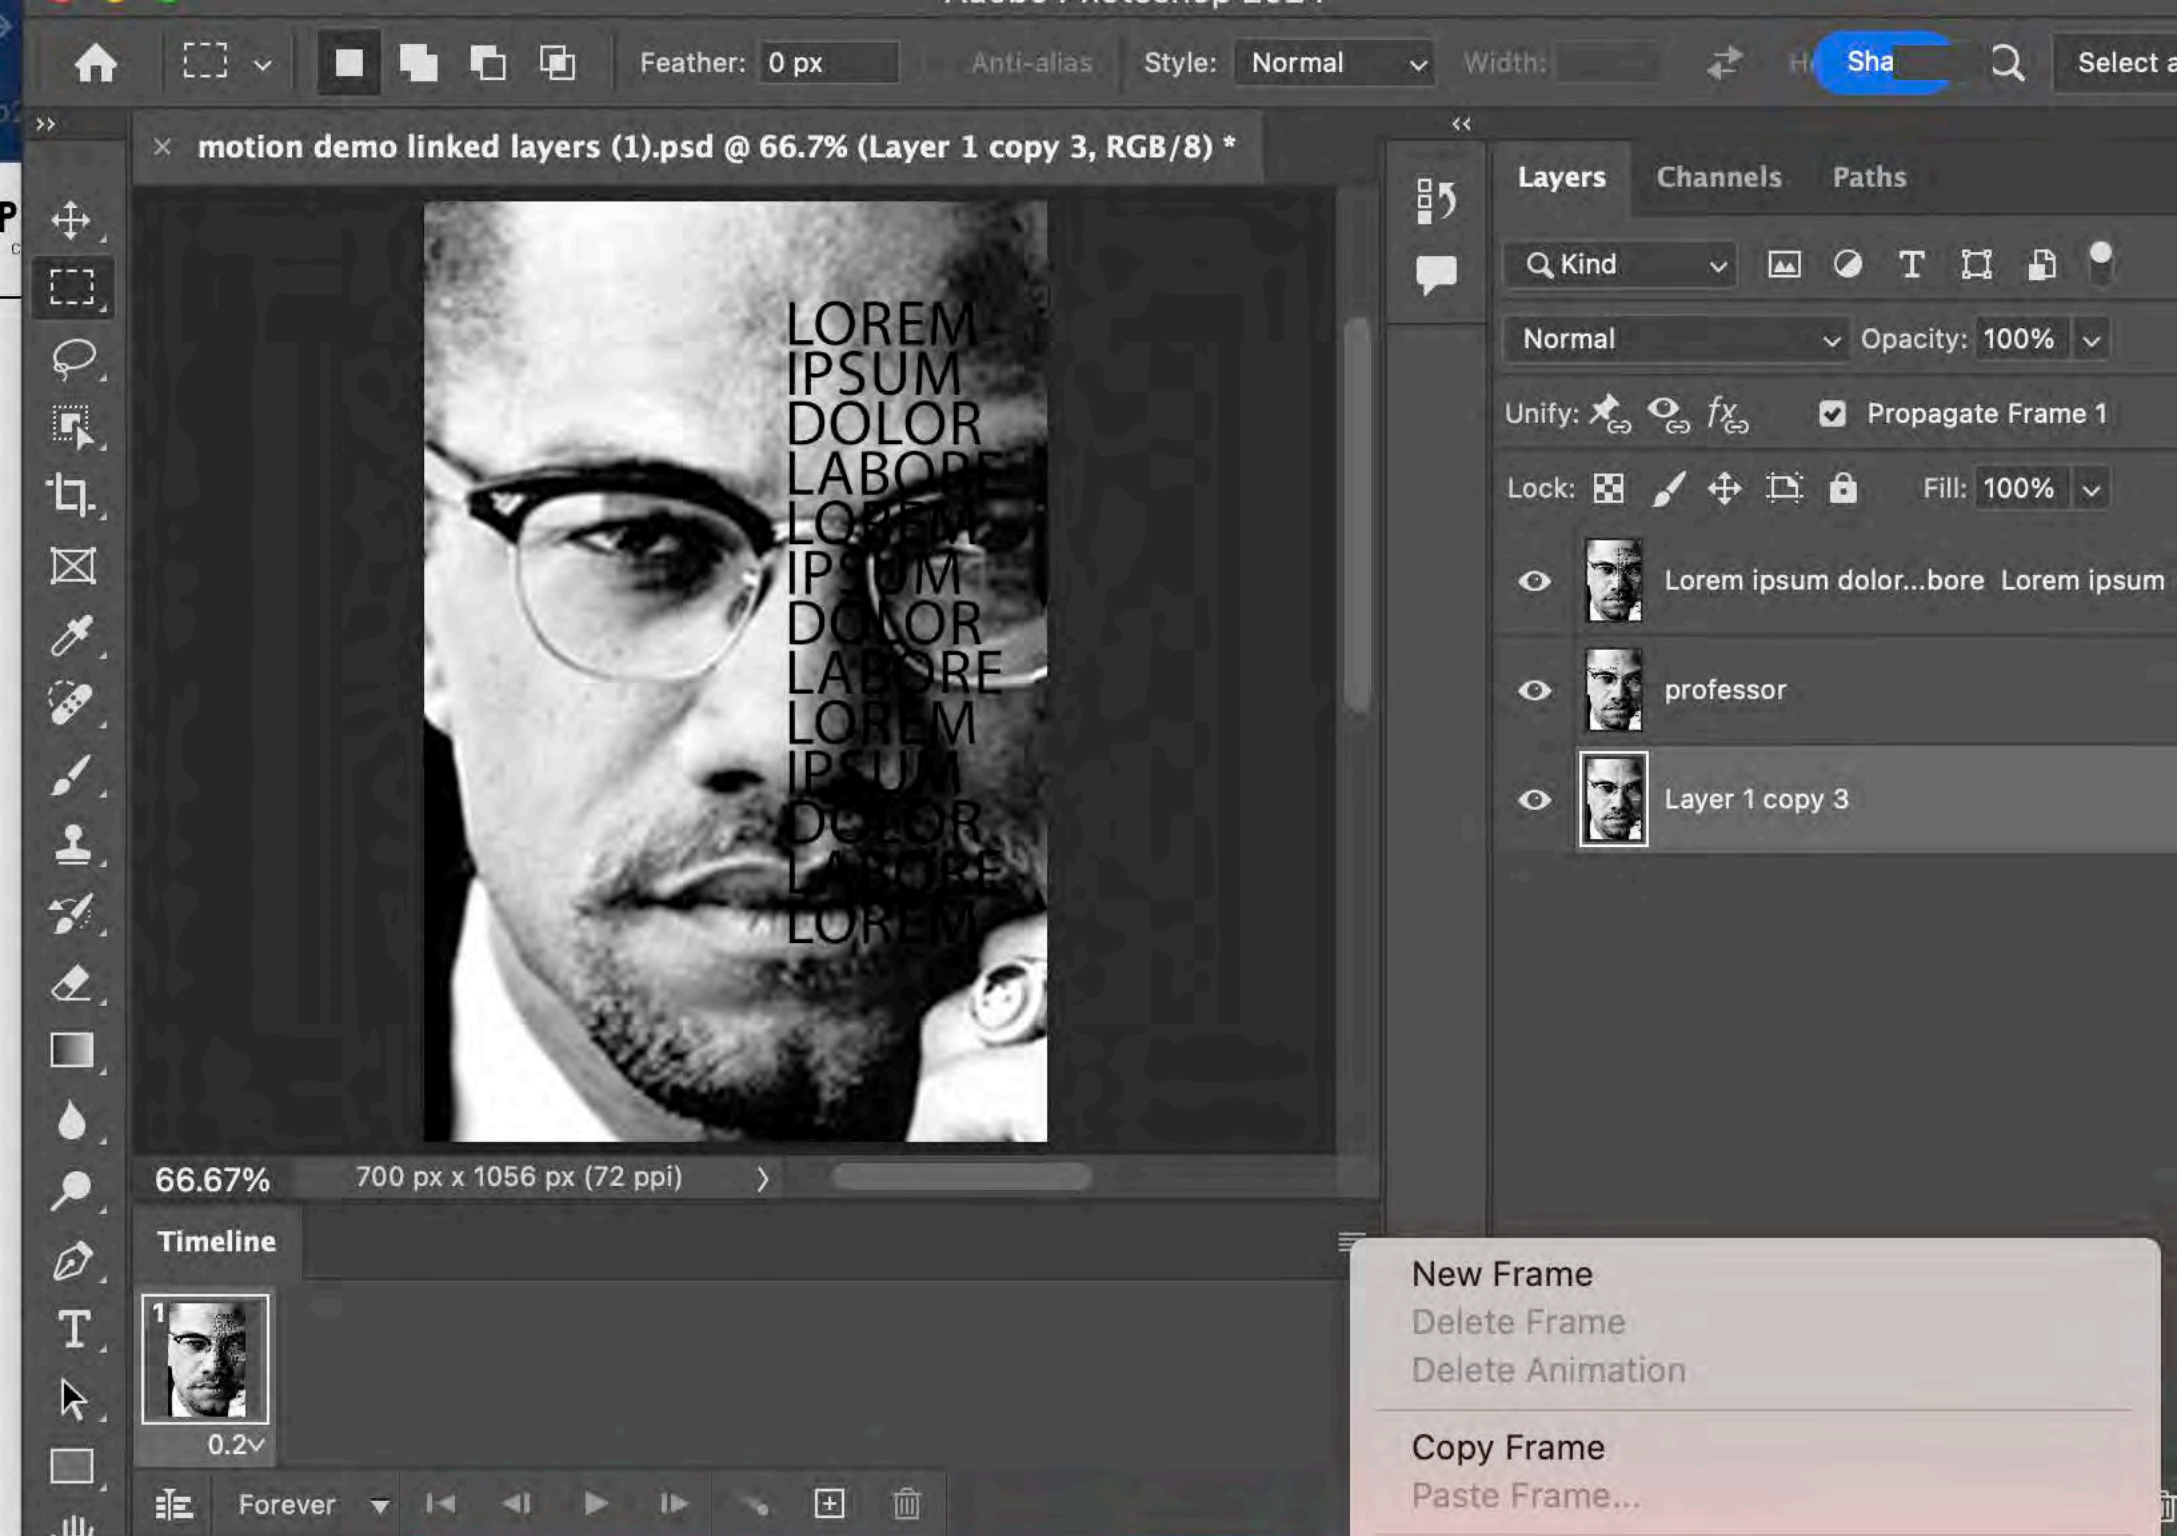 Feather: 0 px Anti-alias Style: Normal Width: Sha Select a
motion demo linked layers (1).psd @ 66.7% (Layer 1 copy 3, RGB/8) *
LOREM
IPSUM
DOLOR
LABORE
LOREM
IPSUM
DOLOR
LABORE
LOREM
IPSUM
DOLOR
LABORE
LOREM
66.67% 700 px x 1056 px (72 ppi)
Timeline
1
0.2
Forever
Layers Channels Paths
Kind
Normal Opacity: 100%
Unify: Propagate Frame 1
Lock: Fill: 100%
Lorem ipsum dolor...bore Lorem ipsum
professor
Layer 1 copy 3
New Frame
Delete Frame
Delete Animation
Copy Frame
Paste Frame...